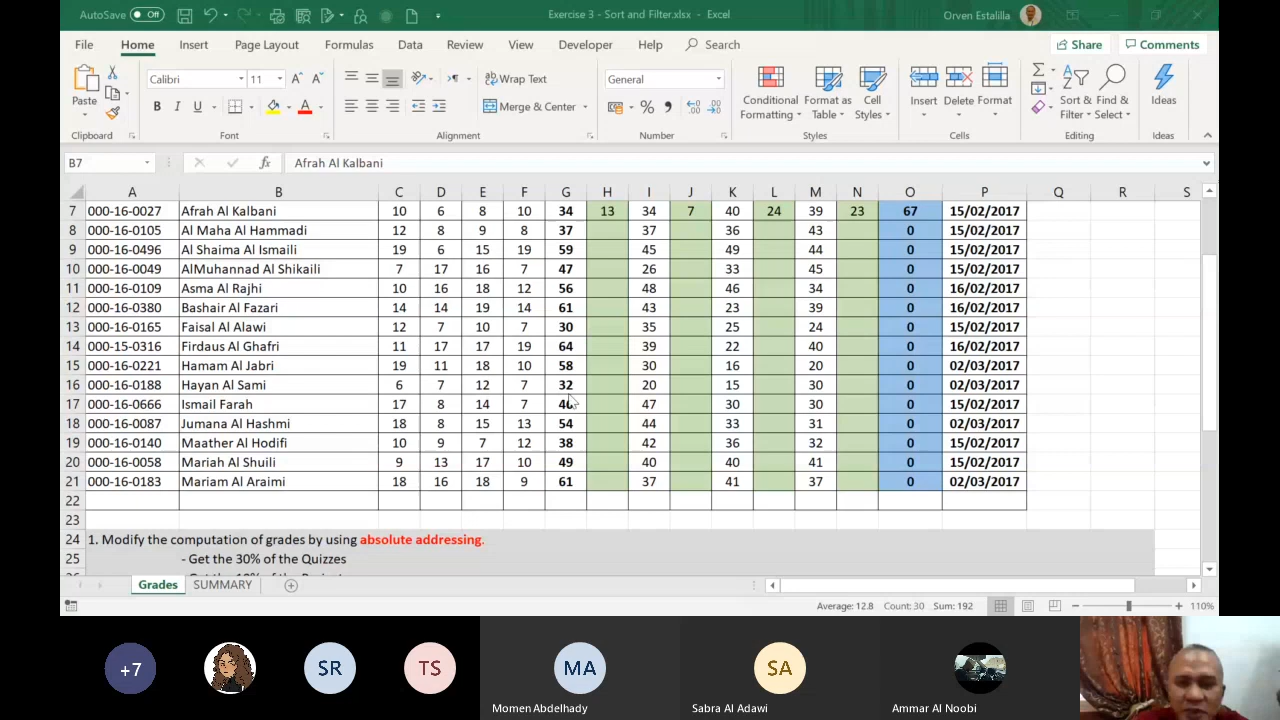 AutoSave Off Exercise 3 - Sort and Filter.xlsx - Excel Orven Estalilla
File Home Insert Page Layout Formulas Data Review View Developer Help Search Share Comments
Paste Calibri 11 General Wrap Text Merge & Center
B I U A A A % Conditional Formatting Format as Table Cell Styles Insert Delete Format Sort & Filter Find & Select Ideas
Clipboard Font Alignment Number Styles Cells Editing Ideas
B7 fx Afrah Al Kalbani
A B C D E F G H I J K L M N O P Q R S
7 000-16-0027 Afrah Al Kalbani 10 6 8 10 34 13 34 7 40 24 39 23 67 15/02/2017
8 000-16-0105 Al Maha Al Hammadi 12 8 9 8 37 37 36 43 0 15/02/2017
9 000-16-0496 Al Shaima Al Ismaili 19 6 15 19 59 45 49 44 0 15/02/2017
10 000-16-0049 AlMuhannad Al Shikaili 7 17 16 7 47 26 33 45 0 15/02/2017
11 000-16-0109 Asma Al Rajhi 10 16 18 12 56 48 46 34 0 16/02/2017
12 000-16-0380 Bashair Al Fazari 14 14 19 14 61 43 23 39 0 16/02/2017
13 000-16-0165 Faisal Al Alawi 12 7 10 7 30 35 25 24 0 15/02/2017
14 000-15-0316 Firdaus Al Ghafri 11 17 17 19 64 39 22 40 0 16/02/2017
15 000-16-0221 Hamam Al Jabri 19 11 18 10 58 30 16 20 0 02/03/2017
16 000-16-0188 Hayan Al Sami 6 7 12 7 32 20 15 30 0 02/03/2017
17 000-16-0666 Ismail Farah 17 8 14 7 47 30 30 0 15/02/2017
18 000-16-0087 Jumana Al Hashmi 18 8 15 13 54 44 33 31 0 02/03/2017
19 000-16-0140 Maather Al Hodifi 10 9 7 12 38 42 36 32 0 15/02/2017
20 000-16-0058 Mariah Al Shuili 9 13 17 10 49 40 40 41 0 15/02/2017
21 000-16-0183 Mariam Al Araimi 18 16 18 9 61 37 41 37 0 02/03/2017
22
23
24 1. Modify the computation of grades by using absolute addressing.
25 - Get the 30% of the Quizzes
Grades SUMMARY
Average: 12.8 Count: 30 Sum: 192 110%
+7 SR TS MA SA
Momen Abdelhady Sabra Al Adawi Ammar Al Noobi